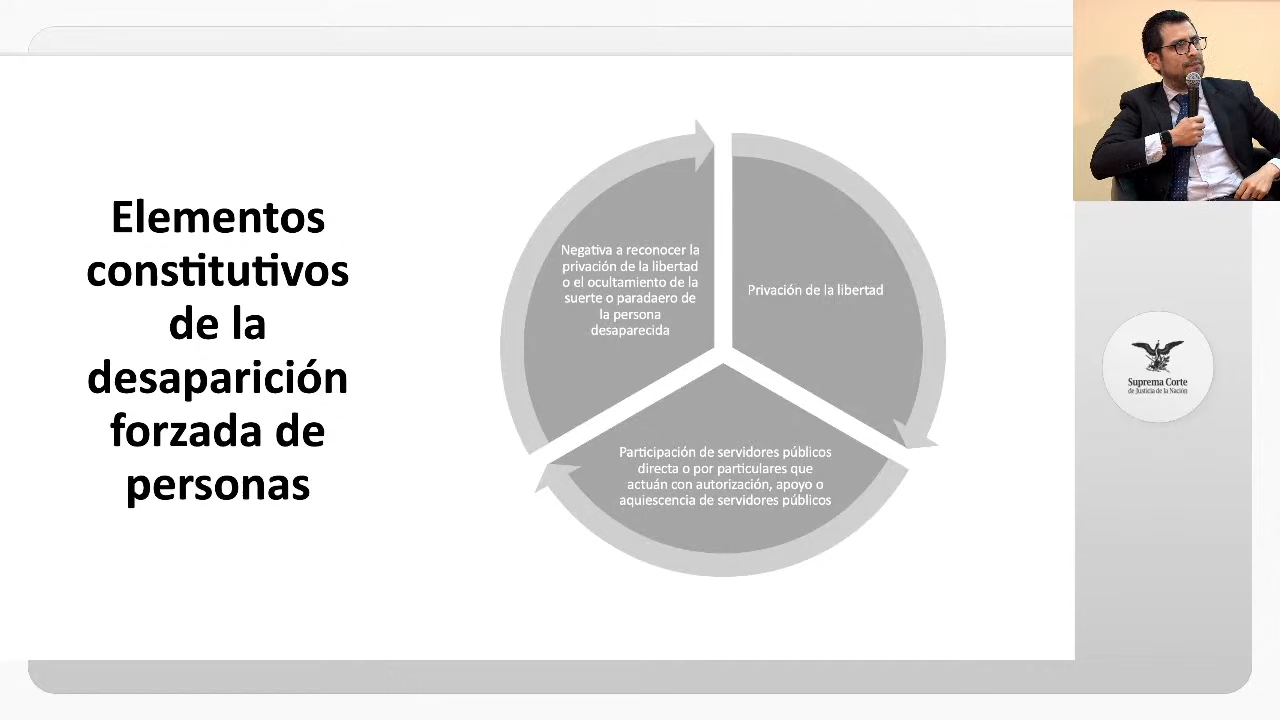 Elementos
constitutivos
de la
desaparición
forzada de
personas
Negativa a reconocer la
privación de la libertad
o el ocultamiento de la
suerte o paradaero de
la persona
desaparecida
Privación de la libertad
Participación de servidores públicos
directa o por particulares que
actuán con autorización, apoyo o
aquiescencia de servidores públicos
Suprema Corte
de Justicia de la Nación